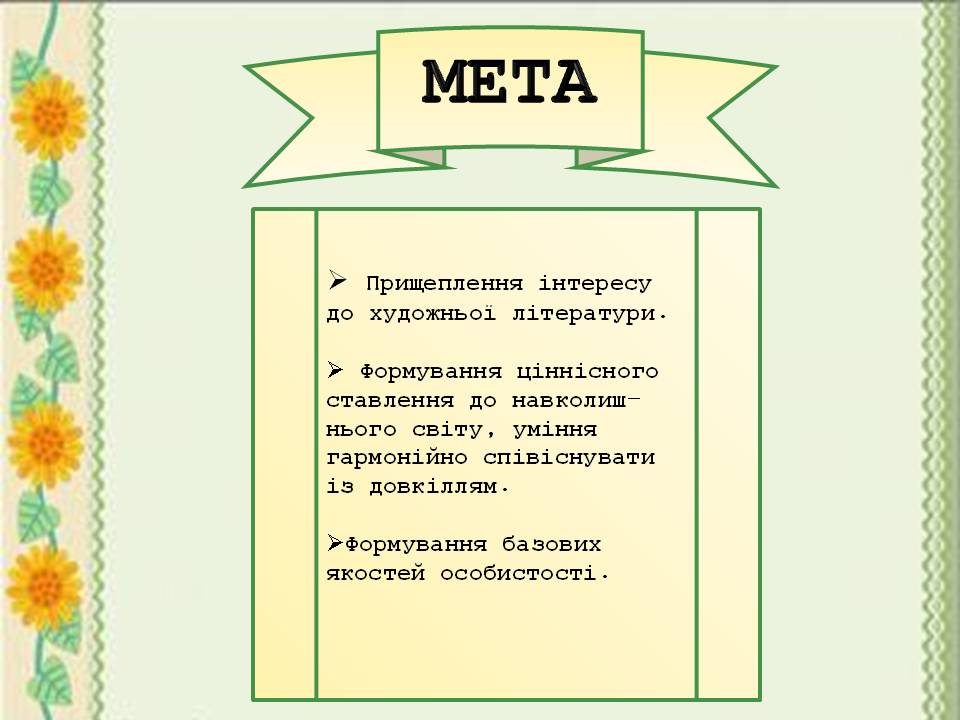 МЕТА
➢ Прищеплення інтересу
до художньої літератури.
➢ Формування ціннісного
ставлення до навколиш-
нього світу, уміння
гармонійно співіснувати
із довкіллям.
➢Формування базових
якостей особистості.